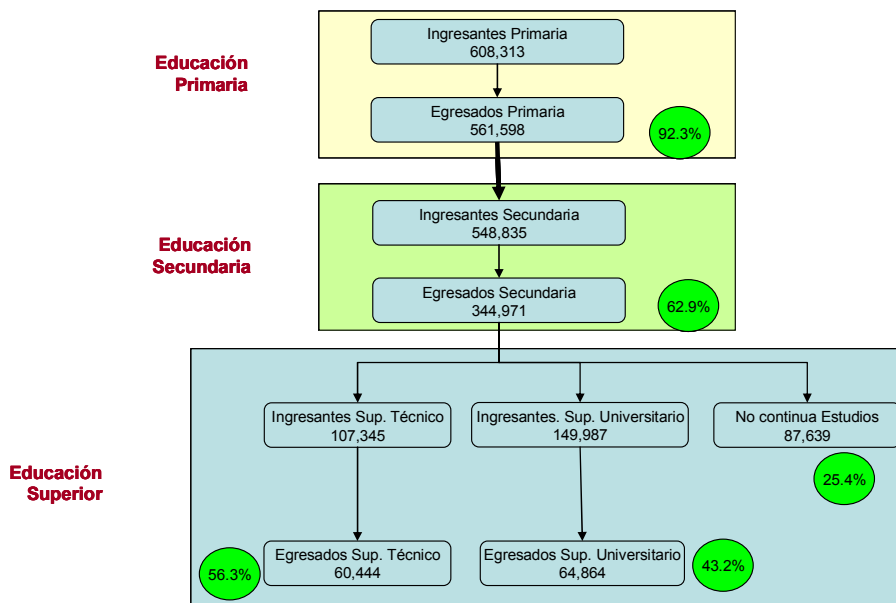 Educación
Primaria
Ingresantes Primaria
608,313
Egresados Primaria
561,598
92.3%
Educación
Secundaria
Ingresantes Secundaria
548,835
Egresados Secundaria
344,971
62.9%
Educación
Superior
Ingresantes Sup. Técnico
107,345
Ingresantes. Sup. Universitario
149,987
No continua Estudios
87,639
25.4%
56.3%
Egresados Sup. Técnico
60,444
Egresados Sup. Universitario
64,864
43.2%